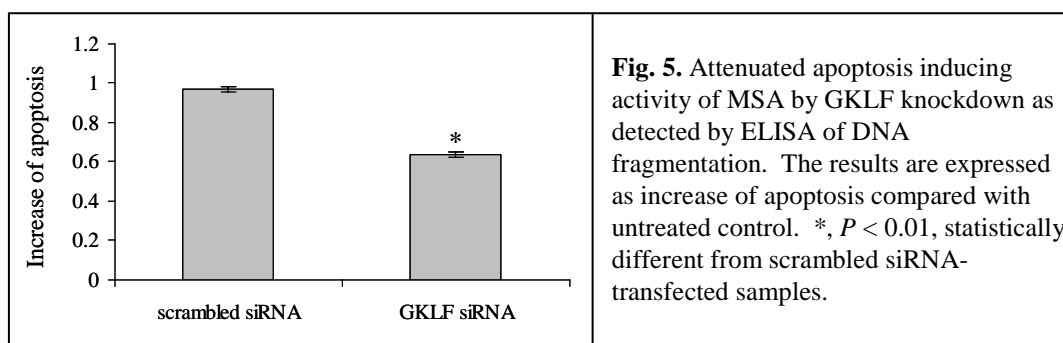 Increase of apoptosis
1.2
1
0.8
0.6
0.4
0.2
0
*
scrambled siRNA
GKLF siRNA
Fig. 5. Attenuated apoptosis inducing
activity of MSA by GKLF knockdown as
detected by ELISA of DNA
fragmentation. The results are expressed
as increase of apoptosis compared with
untreated control. *, P < 0.01, statistically
different from scrambled siRNA-
transfected samples.